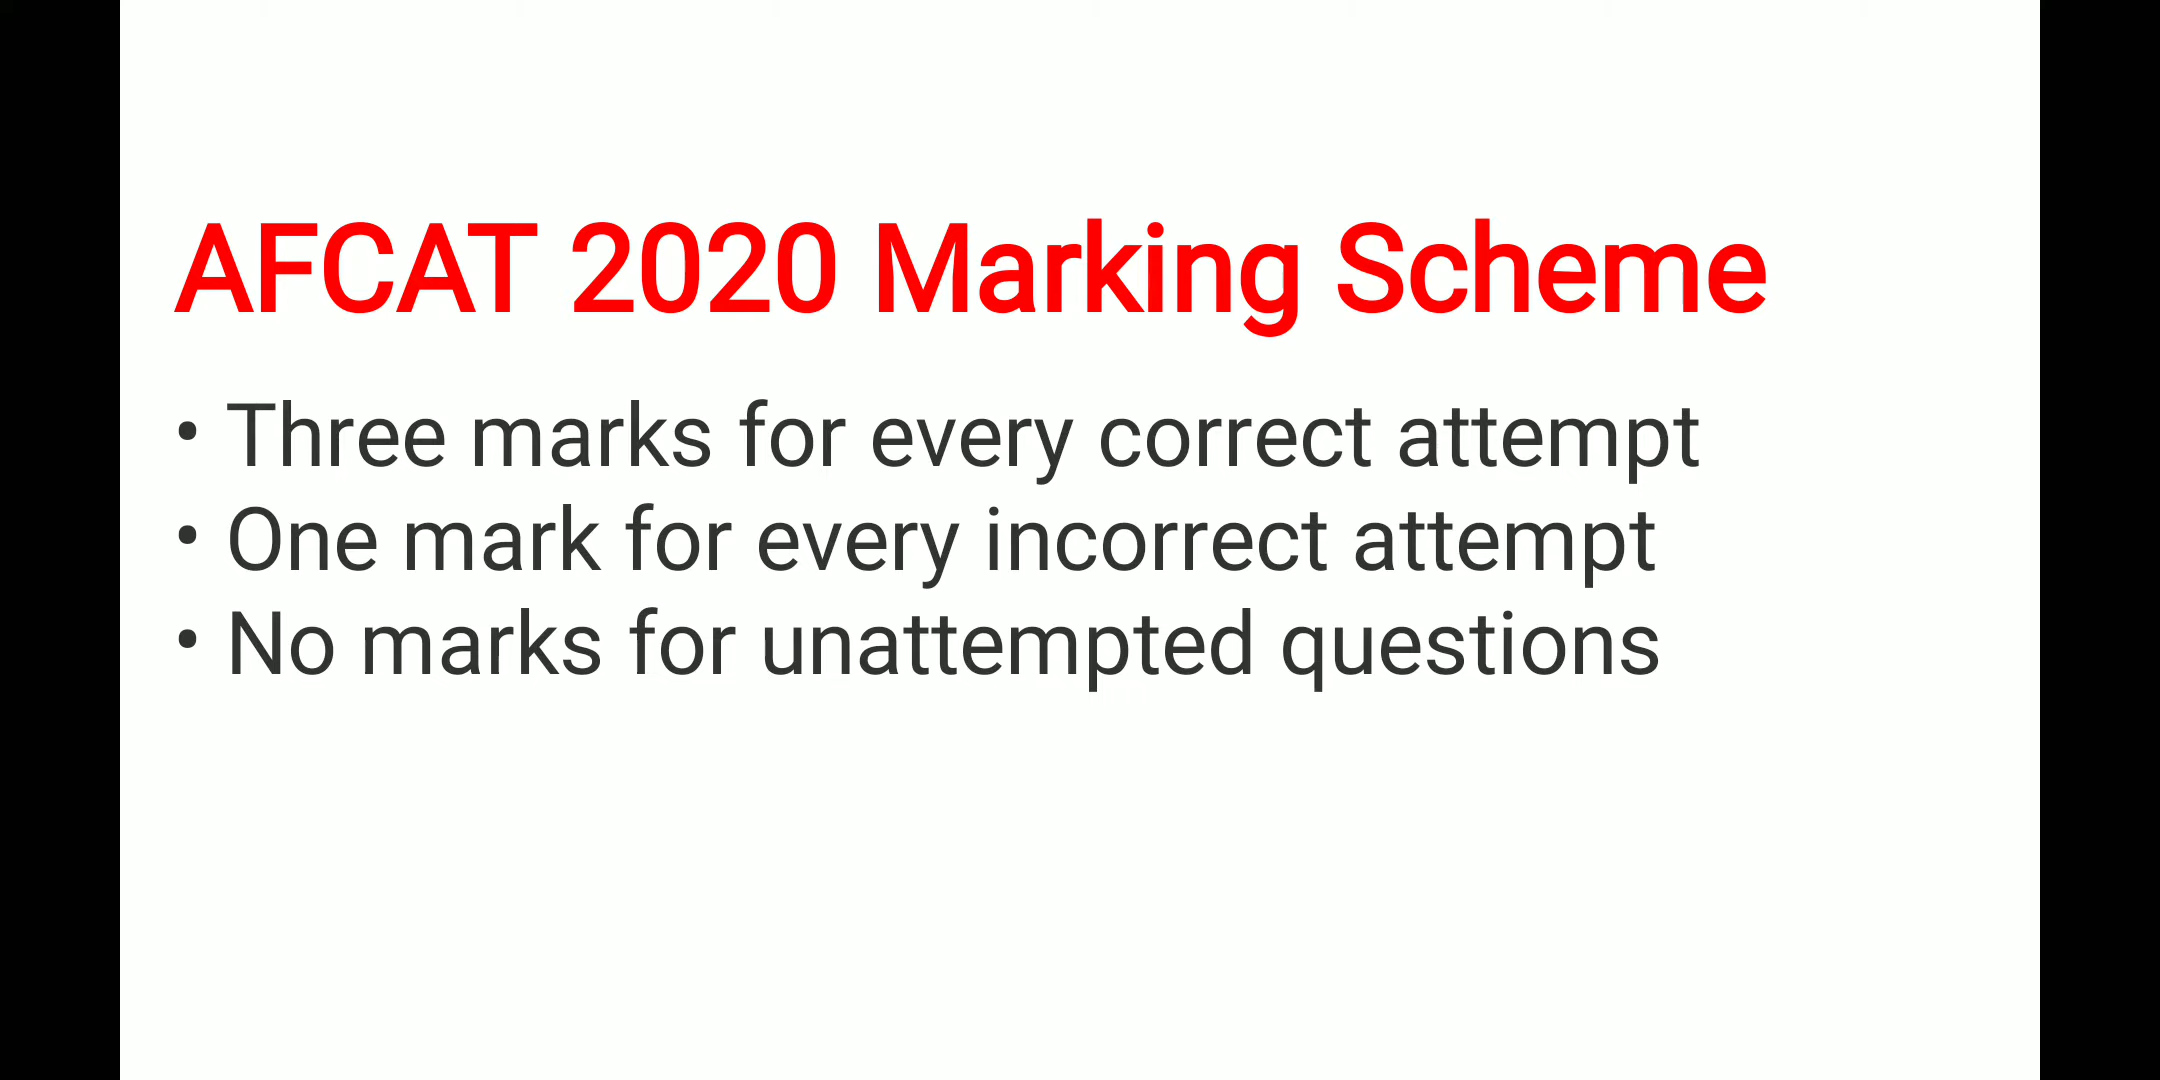 AFCAT 2020 Marking Scheme
• Three marks for every correct attempt
• One mark for every incorrect attempt
• No marks for unattempted questions